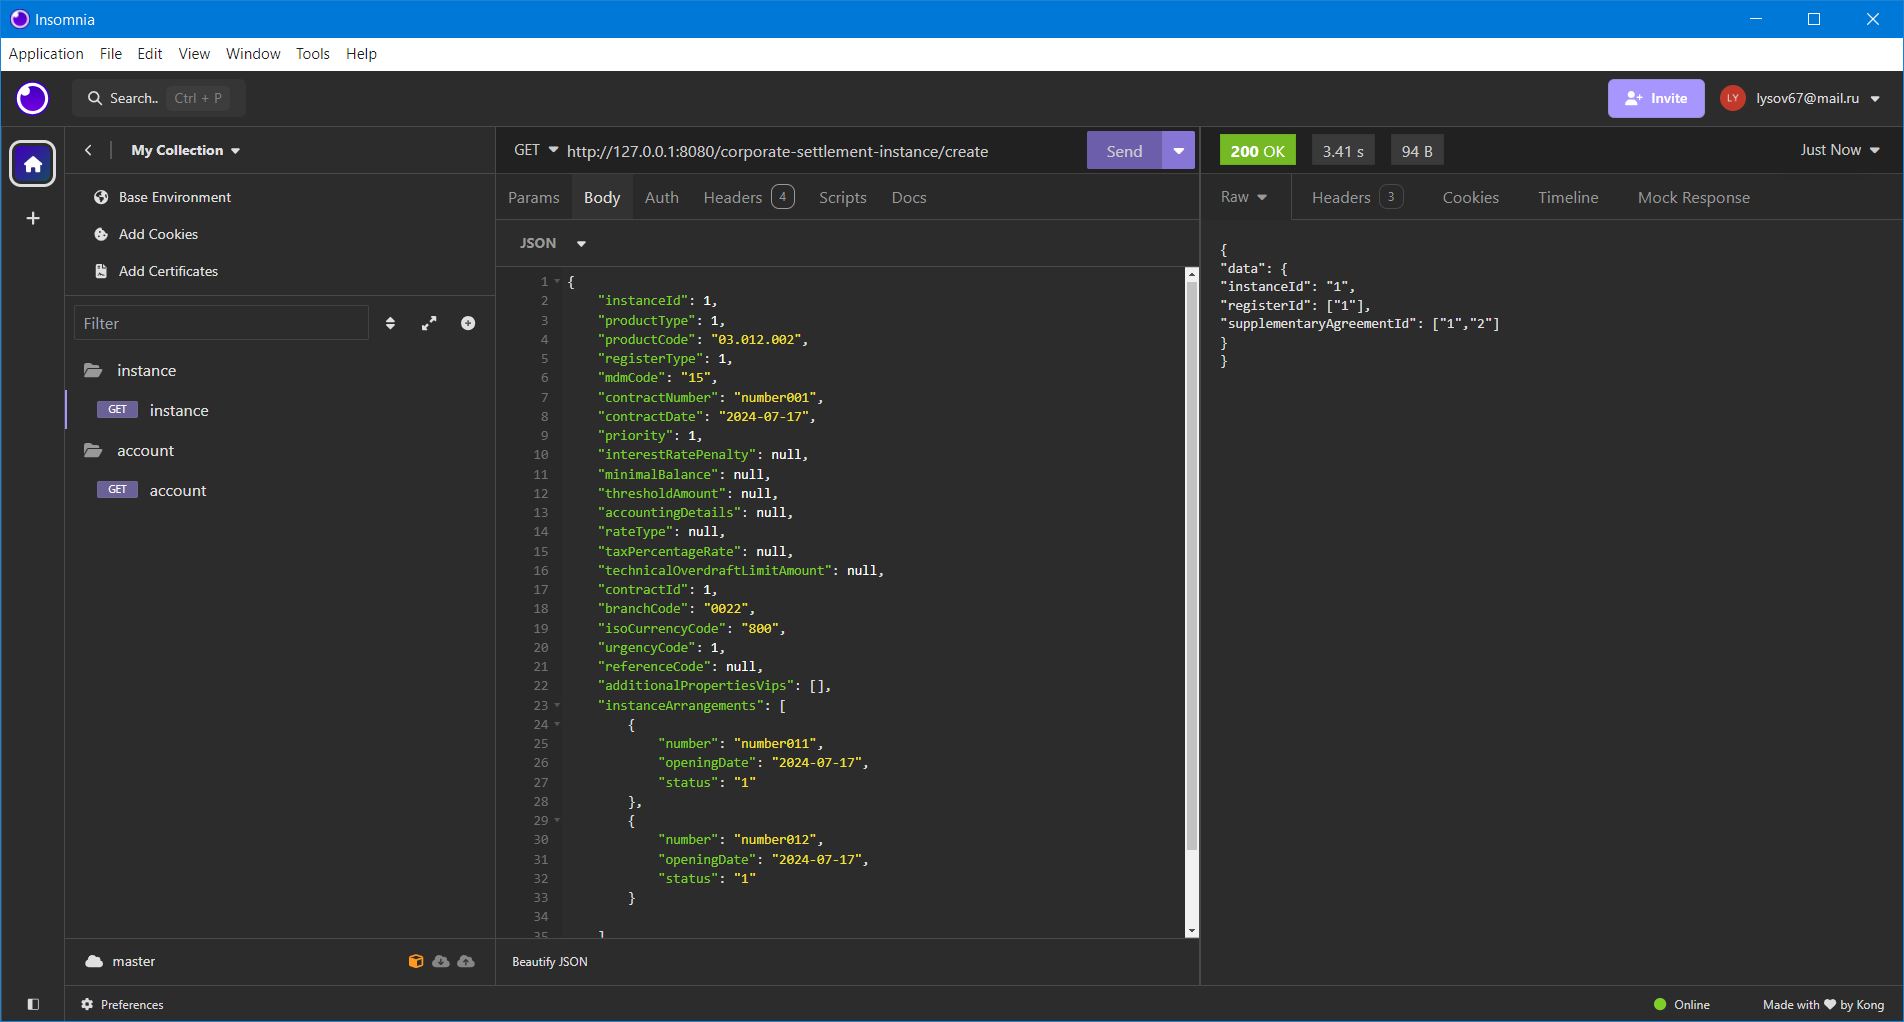 Insomnia
Application File Edit View Window Tools Help
Search.. Ctrl + P
Invite
LY lysov67@mail.ru
My Collection
Base Environment
Add Cookies
Add Certificates
Filter
instance
GET instance
account
GET account
master
Preferences
GET http://127.0.0.1:8080/corporate-settlement-instance/create Send
Params Body Auth Headers 4 Scripts Docs
JSON
1 {
2 "instanceId": 1,
3 "productType": 1,
4 "productCode": "03.012.002",
5 "registerType": 1,
6 "mdmCode": "15",
7 "contractNumber": "number001",
8 "contractDate": "2024-07-17",
9 "priority": 1,
10 "interestRatePenalty": null,
11 "minimalBalance": null,
12 "thresholdAmount": null,
13 "accountingDetails": null,
14 "rateType": null,
15 "taxPercentageRate": null,
16 "technicalOverdraftLimitAmount": null,
17 "contractId": 1,
18 "branchCode": "0022",
19 "isoCurrencyCode": "800",
20 "urgencyCode": 1,
21 "referenceCode": null,
22 "additionalPropertiesVips": [],
23 "instanceArrangements": [
24 {
25 "number": "number011",
26 "openingDate": "2024-07-17",
27 "status": "1"
28 },
29 {
30 "number": "number012",
31 "openingDate": "2024-07-17",
32 "status": "1"
33 }
34
35 ]
Beautify JSON
200 OK 3.41 s 94 B Just Now
Raw Headers 3 Cookies Timeline Mock Response
{
"data": {
"instanceId": "1",
"registerId": ["1"],
"supplementaryAgreementId": ["1","2"]
}
}
Online Made with ♥ by Kong